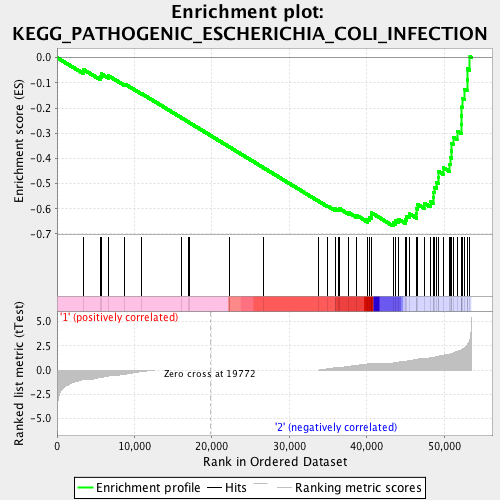 Enrichment plot:
KEGG_PATHOGENIC_ESCHERICHIA_COLI_INFECTION
Enrichment score (ES)
0.0
-0.1
-0.2
-0.3
-0.4
-0.5
-0.6
-0.7
'1' (positively correlated)
Ranked list metric (tTest)
5.0
2.5
0.0
-2.5
-5.0
Zero cross at 19772
'2' (negatively correlated)
0
10,000
20,000
30,000
40,000
50,000
Rank in Ordered Dataset
Enrichment profile
Hits
Ranking metric scores